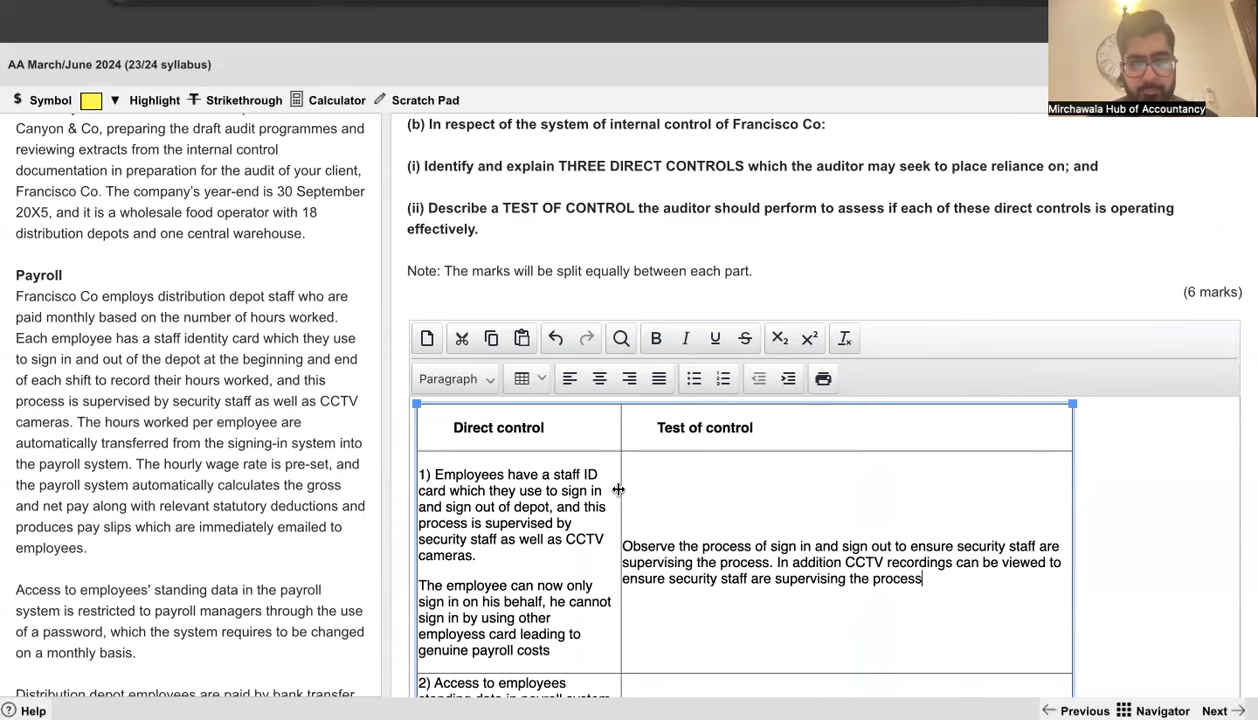 AA March/June 2024 (23/24 syllabus)
Mirchawala Hub of Accountancy
$ Symbol ▼ Highlight Strikethrough Calculator Scratch Pad
Canyon & Co, preparing the draft audit programmes and
reviewing extracts from the internal control
documentation in preparation for the audit of your client,
Francisco Co. The company's year-end is 30 September
20X5, and it is a wholesale food operator with 18
distribution depots and one central warehouse.
Payroll
Francisco Co employs distribution depot staff who are
paid monthly based on the number of hours worked.
Each employee has a staff identity card which they use
to sign in and out of the depot at the beginning and end
of each shift to record their hours worked, and this
process is supervised by security staff as well as CCTV
cameras. The hours worked per employee are
automatically transferred from the signing-in system into
the payroll system. The hourly wage rate is pre-set, and
the payroll system automatically calculates the gross
and net pay along with relevant statutory deductions and
produces pay slips which are immediately emailed to
employees.
Access to employees' standing data in the payroll
system is restricted to payroll managers through the use
of a password, which the system requires to be changed
on a monthly basis.
Distribution depot employees are paid by bank transfer
(b) In respect of the system of internal control of Francisco Co:
(i) Identify and explain THREE DIRECT CONTROLS which the auditor may seek to place reliance on; and
(ii) Describe a TEST OF CONTROL the auditor should perform to assess if each of these direct controls is operating
effectively.
Note: The marks will be split equally between each part.
(6 marks)
B I U S X₂ X² Tx
Paragraph
Direct control
Test of control
1) Employees have a staff ID
card which they use to sign in
and sign out of depot, and this
process is supervised by
security staff as well as CCTV
cameras.
The employee can now only
sign in on his behalf, he cannot
sign in by using other
employess card leading to
genuine payroll costs
Observe the process of sign in and sign out to ensure security staff are
supervising the process. In addition CCTV recordings can be viewed to
ensure security staff are supervising the process
2) Access to employees
standing data in payroll system
Help
Previous Navigator Next